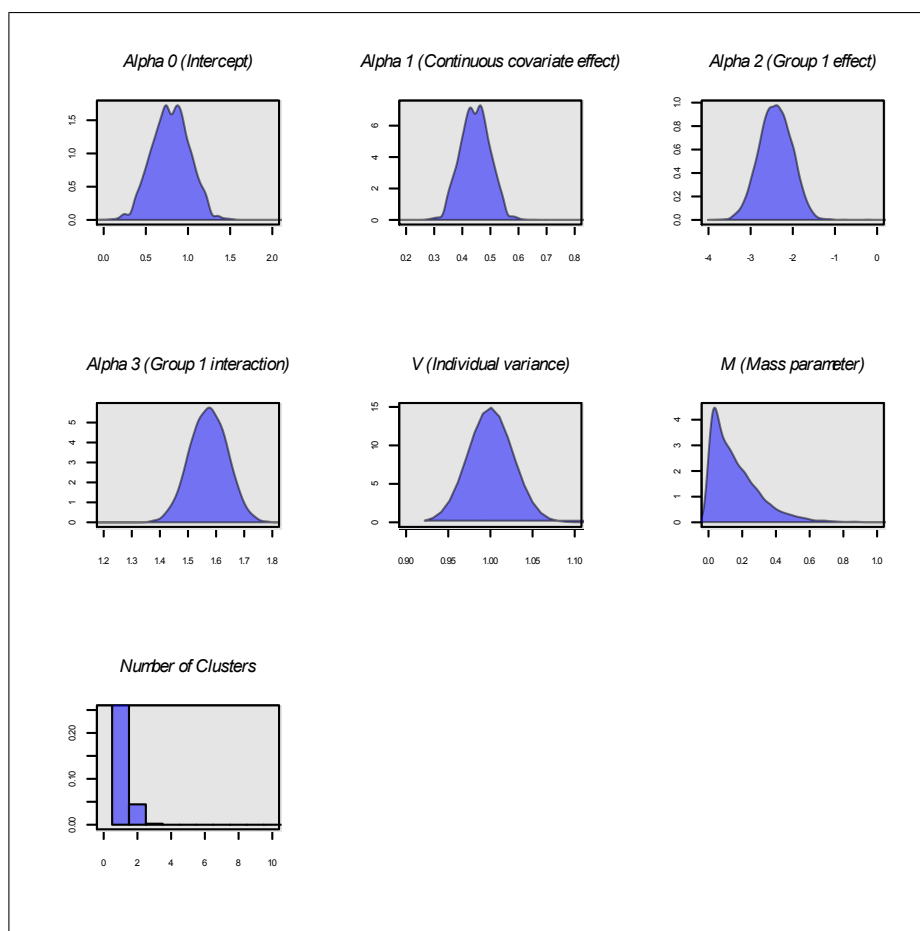 Alpha 0 (Intercept)
Alpha 1 (Continuous covariate effect)
Alpha 2 (Group 1 effect)
0.0 0.5 1.0 1.5
0.0 0.5 1.0 1.5 2.0
0 2 4 6
0.2 0.3 0.4 0.5 0.6 0.7 0.8
0.0 0.2 0.4 0.6 0.8 1.0
-4 -3 -2 -1 0
Alpha 3 (Group 1 interaction)
V (Individual variance)
M (Mass parameter)
0 1 2 3 4 5
1.2 1.3 1.4 1.5 1.6 1.7 1.8
0 5 10 15
0.90 0.95 1.00 1.05 1.10
0 1 2 3 4
0.0 0.2 0.4 0.6 0.8 1.0
Number of Clusters
0.00 0.10 0.20
0 2 4 6 8 10